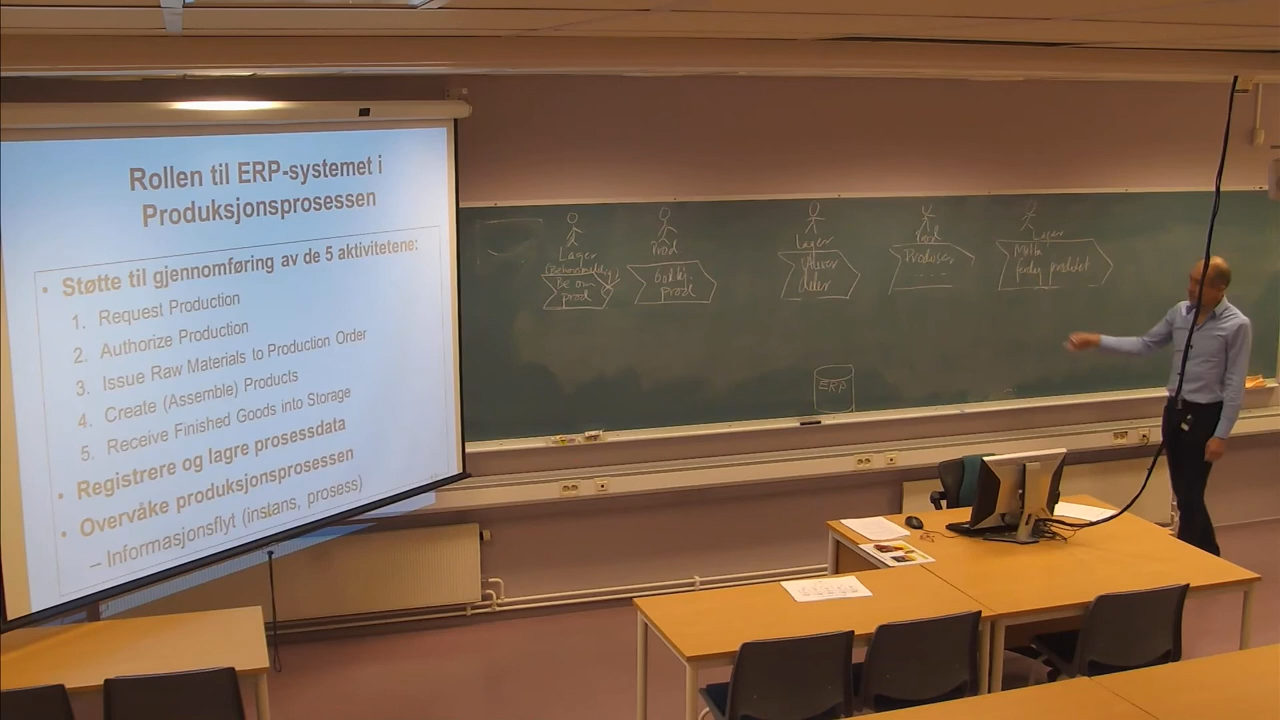 Rollen til ERP-systemet i
Produksjonsprosessen
• Støtte til gjennomføring av de 5 aktivitetene:
1. Request Production
2. Authorize Production
3. Issue Raw Materials to Production Order
4. Create (Assemble) Products
5. Receive Finished Goods into Storage
• Registrere og lagre prosessdata
• Overvåke produksjonsprosessen
– Informasjonsflyt (instans, prosess)
Lager
Be om
prod
Prod
prod
Lager
Utlever
deler
Prod
Produser
Lager
Motta
ferdig produkt
ERP